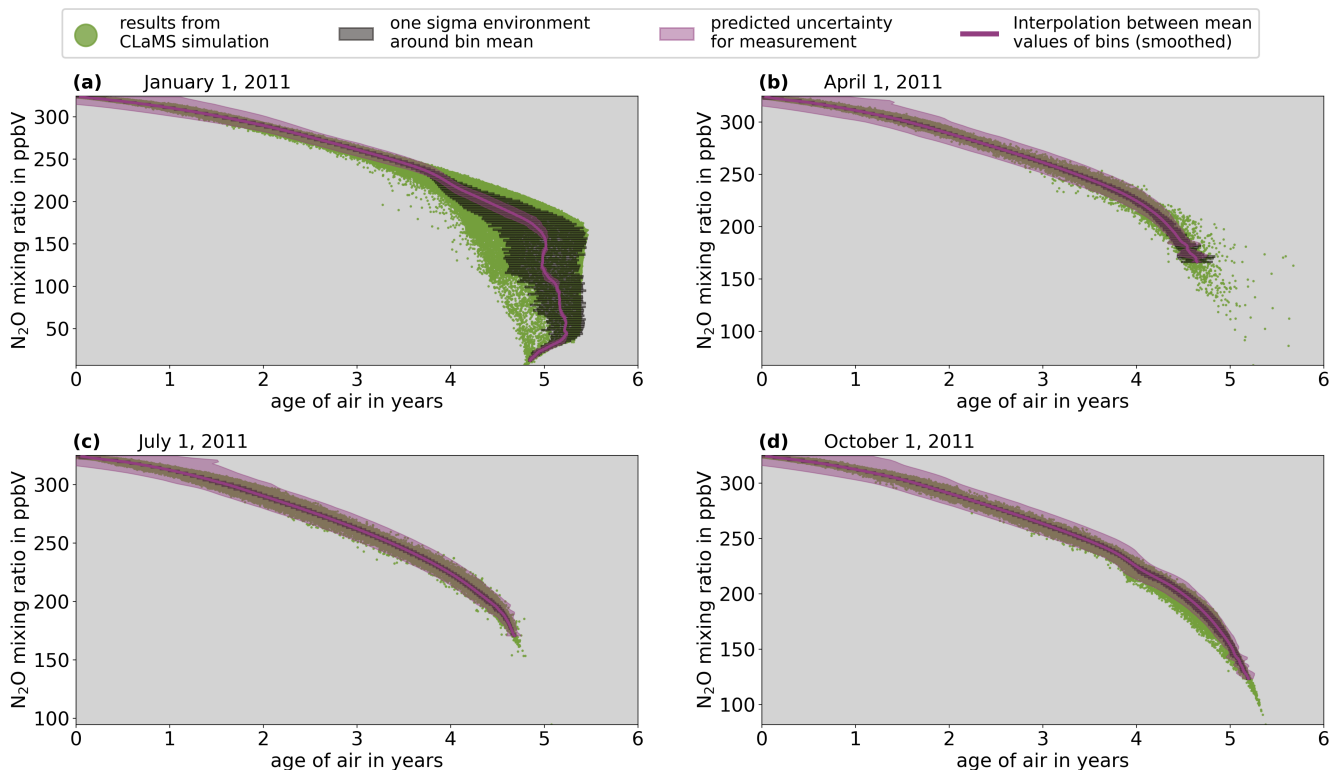 results from
CLaMS simulation
one sigma environment
around bin mean
predicted uncertainty
for measurement
Interpolation between mean
values of bins (smoothed)
(a) January 1, 2011
N₂O mixing ratio in ppbV
300
250
200
150
100
50
0 1 2 3 4 5 6
age of air in years
(b) April 1, 2011
N₂O mixing ratio in ppbV
300
250
200
150
100
0 1 2 3 4 5 6
age of air in years
(c) July 1, 2011
N₂O mixing ratio in ppbV
300
250
200
150
100
0 1 2 3 4 5 6
age of air in years
(d) October 1, 2011
N₂O mixing ratio in ppbV
300
250
200
150
100
0 1 2 3 4 5 6
age of air in years